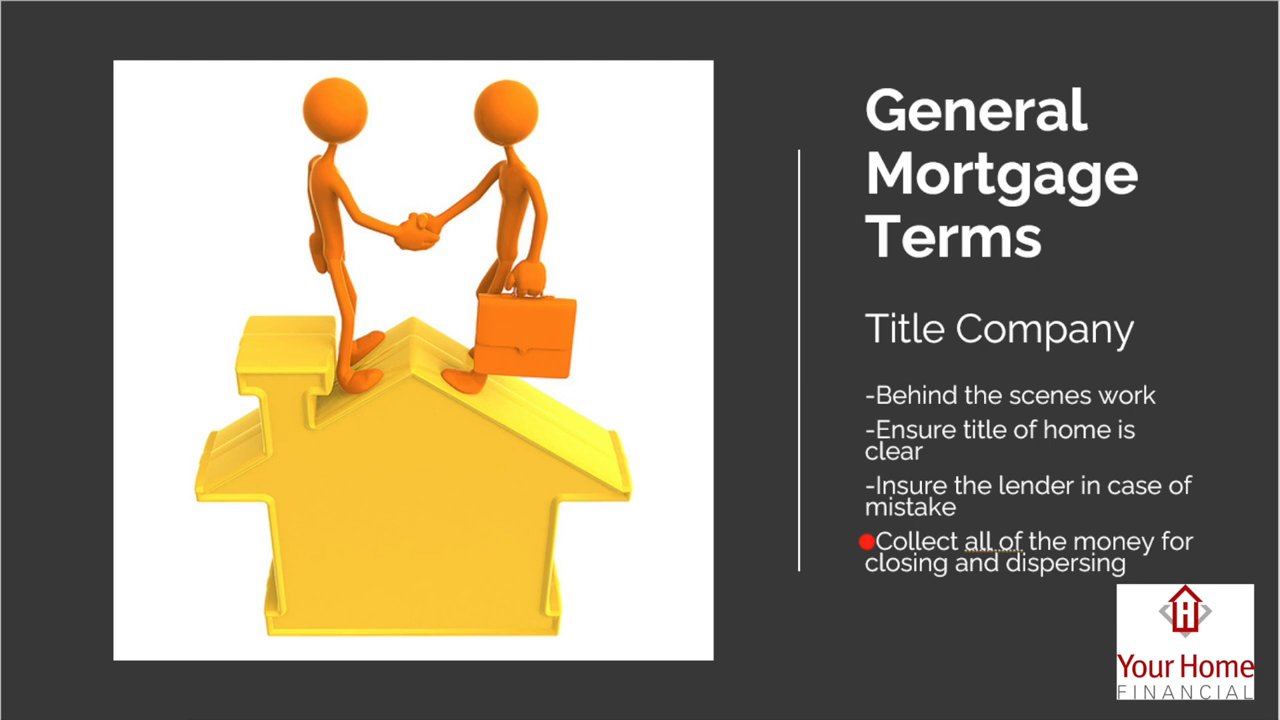 General
Mortgage
Terms
Title Company
-Behind the scenes work
-Ensure title of home is
clear
-Insure the lender in case of
mistake
Collect all of the money for
closing and dispersing
Your Home
FINANCIAL